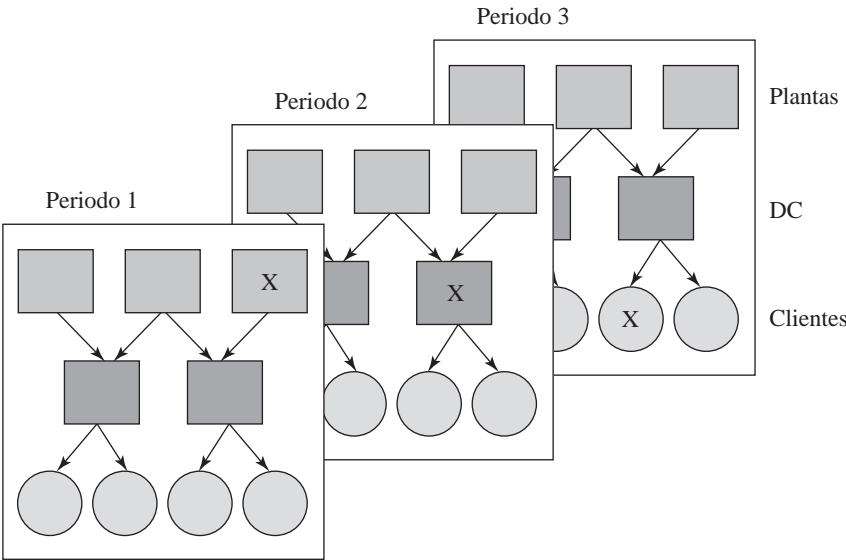 Periodo 3
Plantas
Periodo 2
DC
Periodo 1
X
X
X
Clientes